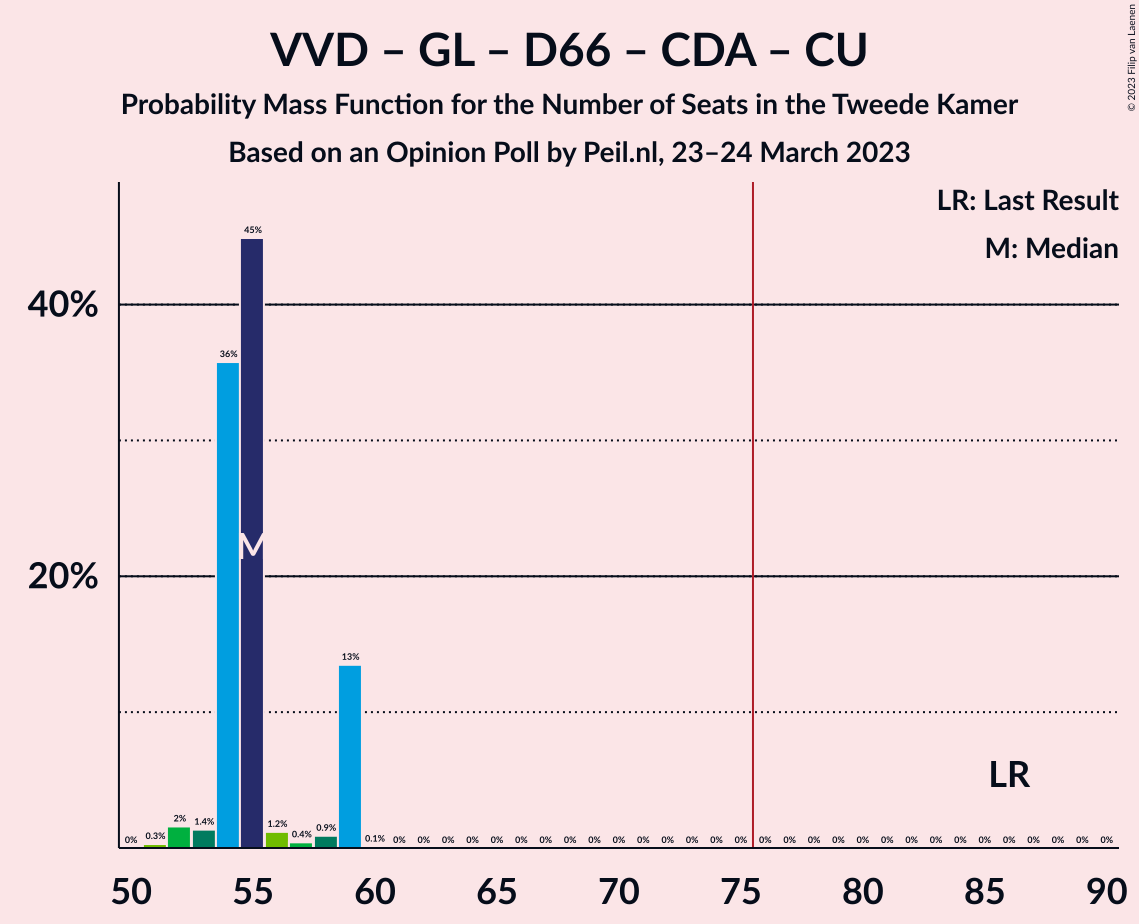 VVD – GL – D66 – CDA – CU
Probability Mass Function for the Number of Seats in the Tweede Kamer
Based on an Opinion Poll by Peil.nl, 23–24 March 2023
© 2023 Filip van Laenen
LR: Last Result
M: Median
40%
20%
0% 0.3% 2% 1.4% 36% 45% 1.2% 0.4% 0.9% 13% 0.1% 0% 0% 0% 0% 0% 0% 0% 0% 0% 0% 0% 0% 0% 0% 0% 0% 0% 0% 0% 0% 0% 0% 0% 0% 0% 0% 0% 0% 0% 0%
M
LR
50 55 60 65 70 75 80 85 90